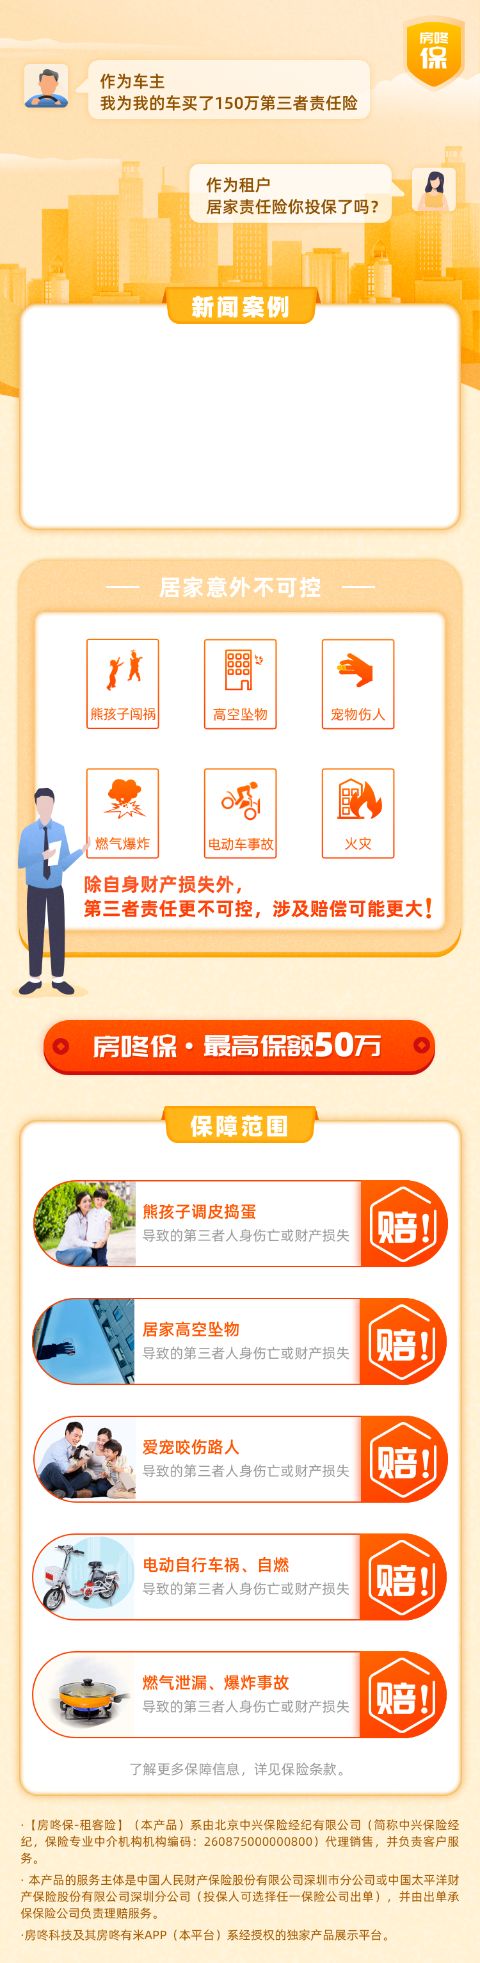 房咚
保
作为车主
我为我的车买了150万第三者责任险
作为租户
居家责任险你投保了吗？
新闻案例
居家意外不可控
熊孩子闯祸
高空坠物
宠物伤人
燃气爆炸
电动车事故
火灾
除自身财产损失外，
第三者责任更不可控，涉及赔偿可能更大！
房咚保·最高保额50万
保障范围
熊孩子调皮捣蛋
导致的第三者人身伤亡或财产损失
赔！
居家高空坠物
导致的第三者人身伤亡或财产损失
赔！
爱宠咬伤路人
导致的第三者人身伤亡或财产损失
赔！
电动自行车祸、自燃
导致的第三者人身伤亡或财产损失
赔！
燃气泄漏、爆炸事故
导致的第三者人身伤亡或财产损失
赔！
了解更多保障信息，详见保险条款。
·【房咚保-租客险】（本产品）系由北京中兴保险经纪有限公司（简称中兴保险经
纪，保险专业中介机构机构编码：260875000000800）代理销售，并负责客户服
务。
· 本产品的服务主体是中国人民财产保险股份有限公司深圳市分公司或中国太平洋财
产保险股份有限公司深圳分公司（投保人可选择任一保险公司出单），并由出单承
保保险公司负责理赔服务。
·房咚科技及其房咚有米APP（本平台）系经授权的独家产品展示平台。